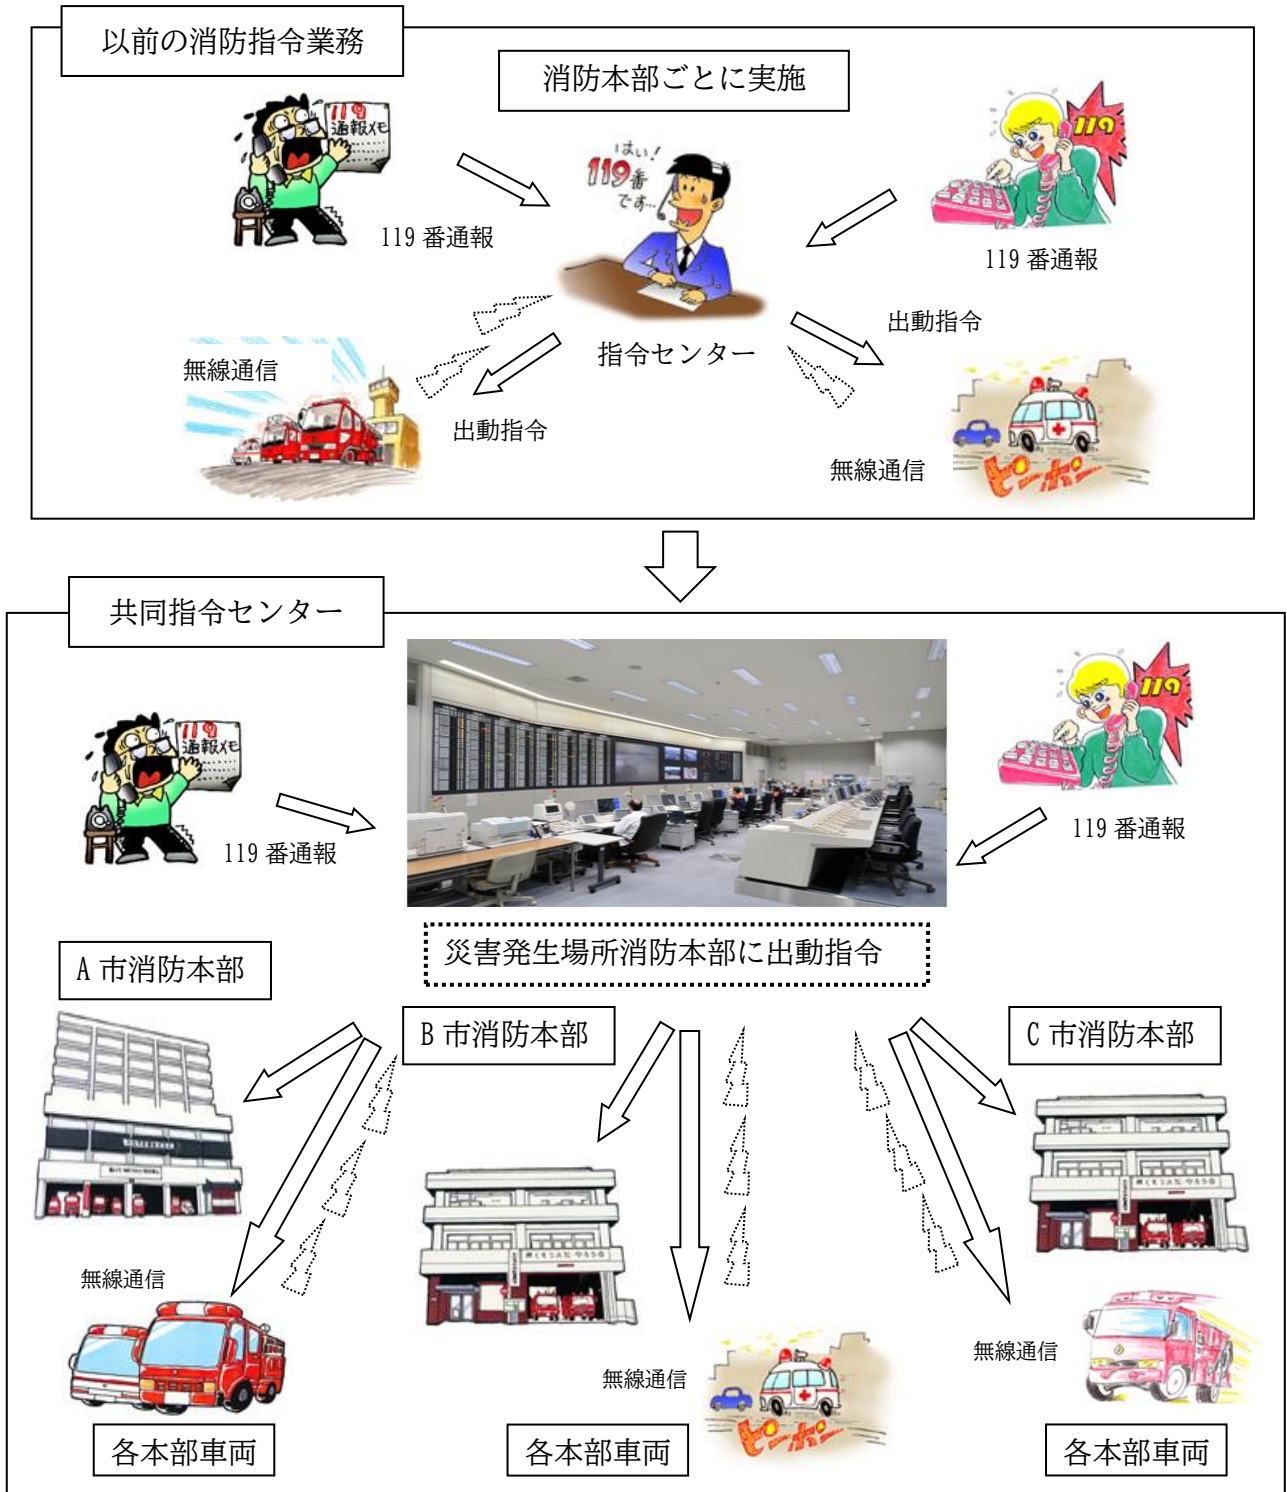 以前の消防指令業務
消防本部ごとに実施
119
通報メモ
はい!
119番
です…
119
119 番通報
119 番通報
出動指令
指令センター
無線通信
出動指令
無線通信
ピーポー
共同指令センター
119
通報メモ
119
119 番通報
119 番通報
災害発生場所消防本部に出動指令
A 市消防本部
B 市消防本部
C 市消防本部
無線通信
無線通信
無線通信
ピーポー
各本部車両
各本部車両
各本部車両